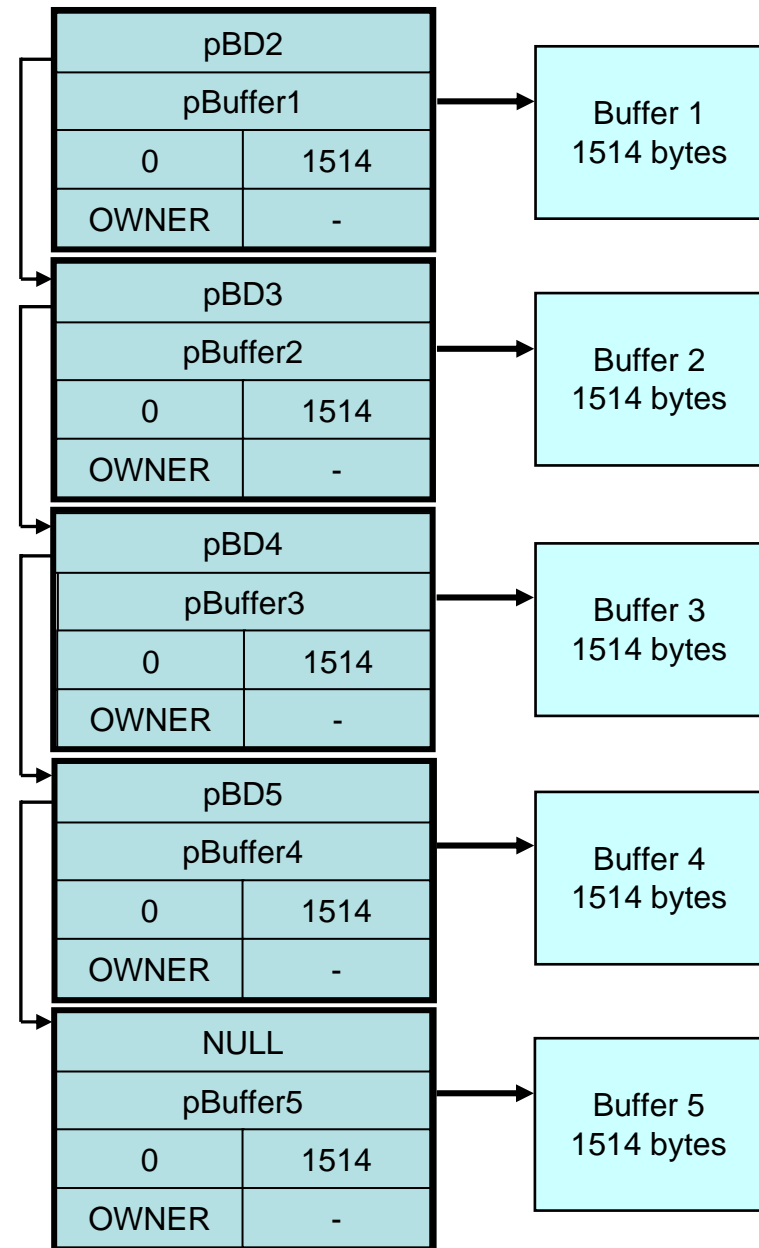 pBD2
pBuffer1
0 1514
OWNER -
Buffer 1
1514 bytes
pBD3
pBuffer2
0 1514
OWNER -
Buffer 2
1514 bytes
pBD4
pBuffer3
0 1514
OWNER -
Buffer 3
1514 bytes
pBD5
pBuffer4
0 1514
OWNER -
Buffer 4
1514 bytes
NULL
pBuffer5
0 1514
OWNER -
Buffer 5
1514 bytes